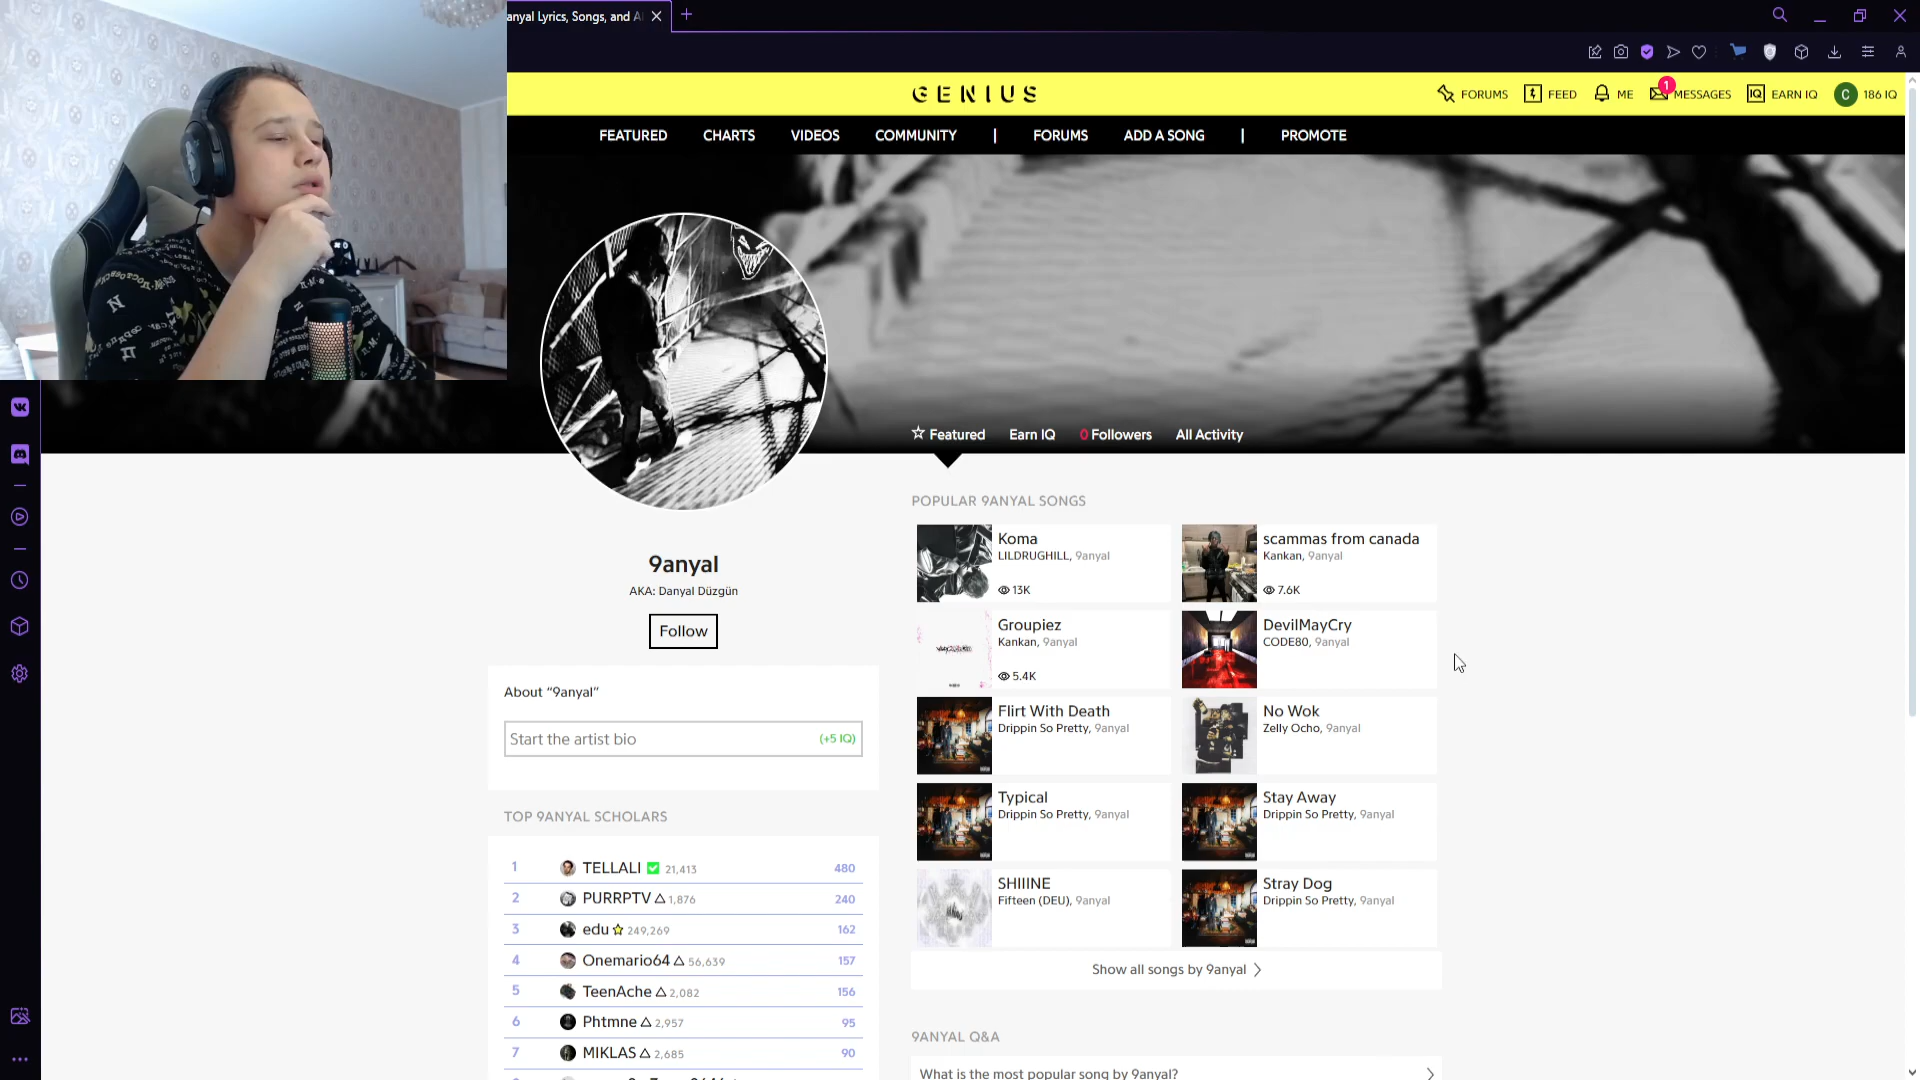 anyal Lyrics, Songs, and Al
GENIUS
FORUMS
FEED
ME
1
MESSAGES
IQ
EARN IQ
C
186 IQ
FEATURED
CHARTS
VIDEOS
COMMUNITY
|
FORUMS
ADD A SONG
|
PROMOTE
Featured
Earn IQ
0 Followers
All Activity
9anyal
AKA: Danyal Düzgün
Follow
About “9anyal”
Start the artist bio
(+5 IQ)
TOP 9ANYAL SCHOLARS
1 TELLALI 21,413 480
2 PURRPTV 1,876 240
3 edu 249,269 162
4 Onemario64 56,639 157
5 TeenAche 2,082 156
6 Phtmne 2,957 95
7 MIKLAS 2,685 90
POPULAR 9ANYAL SONGS
Koma
LILDRUGHILL, 9anyal
13K
scammas from canada
Kankan, 9anyal
7.6K
Groupiez
Kankan, 9anyal
5.4K
DevilMayCry
CODE80, 9anyal
Flirt With Death
Drippin So Pretty, 9anyal
No Wok
Zelly Ocho, 9anyal
Typical
Drippin So Pretty, 9anyal
Stay Away
Drippin So Pretty, 9anyal
SHIIINE
Fifteen (DEU), 9anyal
Stray Dog
Drippin So Pretty, 9anyal
Show all songs by 9anyal
9ANYAL Q&A
What is the most popular song by 9anyal?